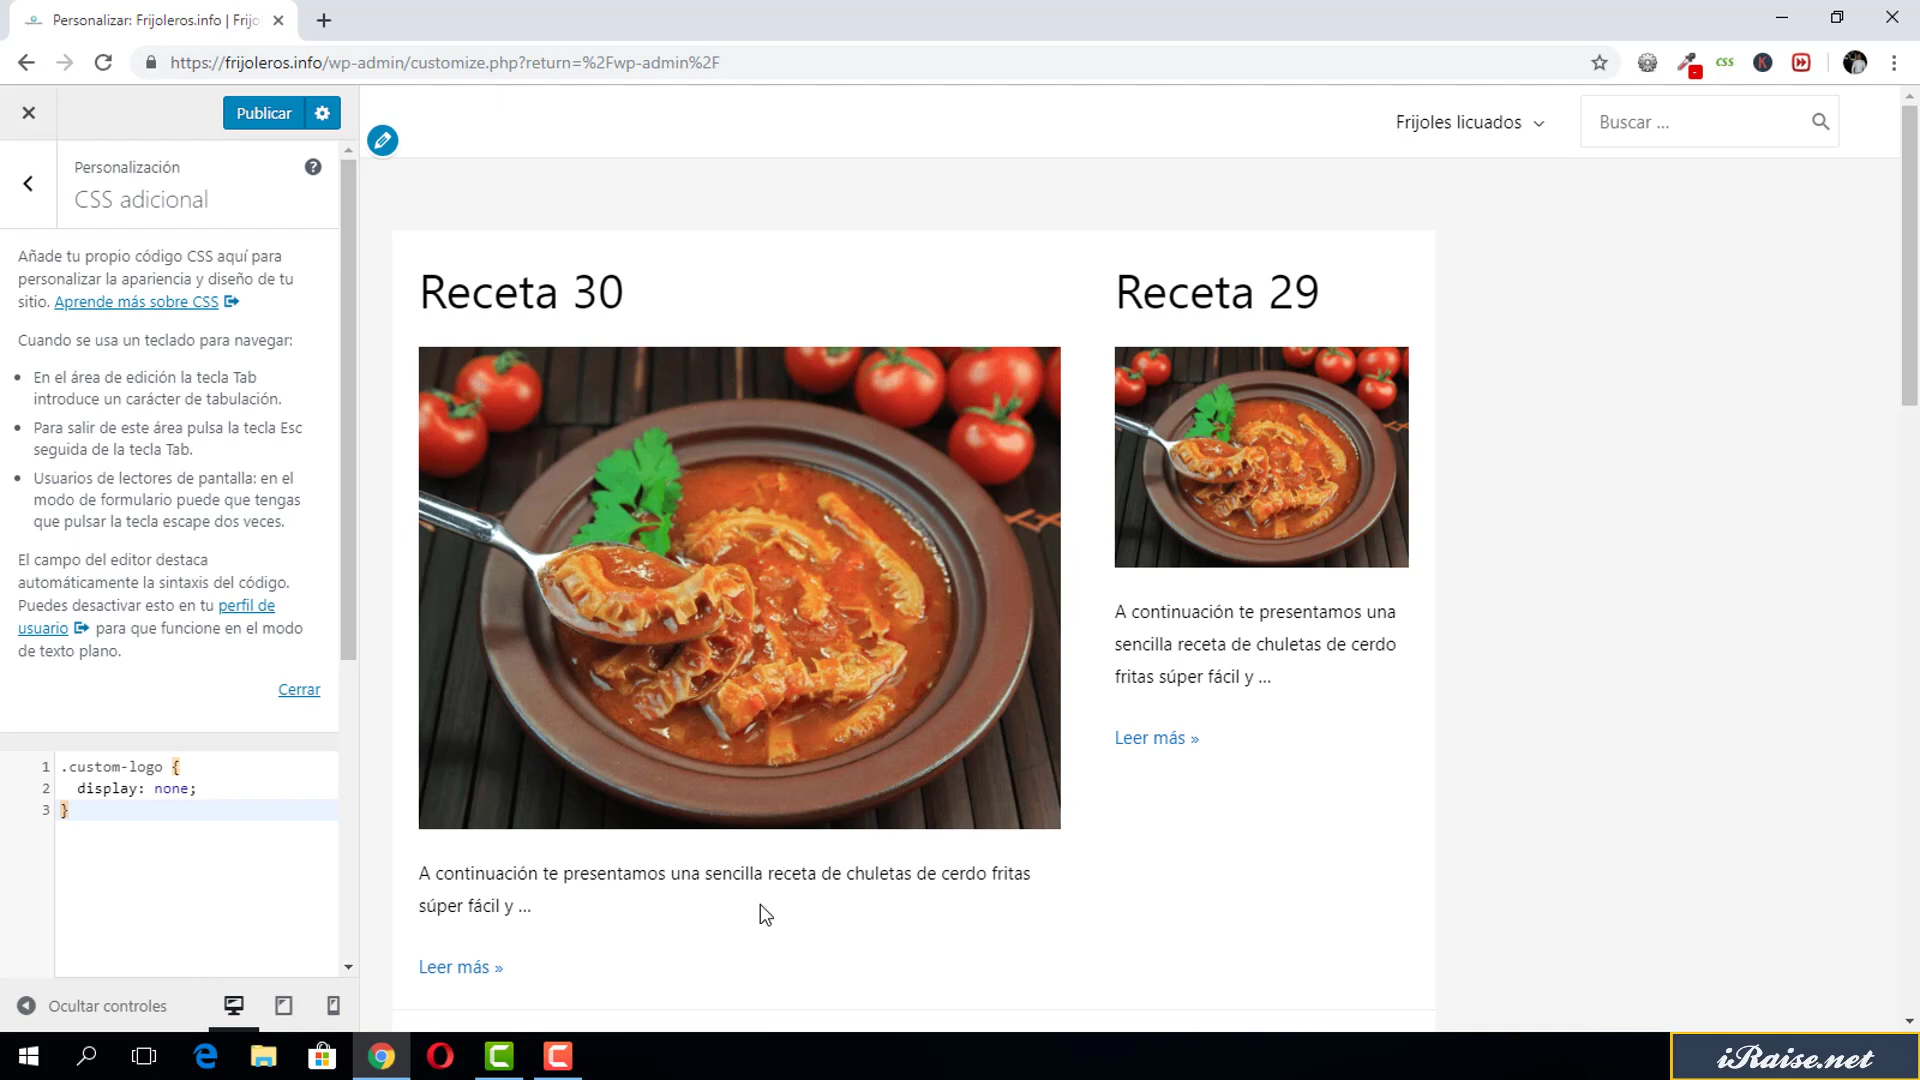 Personalizar: Frijoleros.info | Frijo
https://frijoleros.info/wp-admin/customize.php?return=%2Fwp-admin%2F
css
K
Publicar
Frijoles licuados
Buscar ...
Personalización
CSS adicional
Añade tu propio código CSS aquí para
personalizar la apariencia y diseño de tu
sitio. Aprende más sobre CSS
Cuando se usa un teclado para navegar:
En el área de edición la tecla Tab
introduce un carácter de tabulación.
Para salir de este área pulsa la tecla Esc
seguida de la tecla Tab.
Usuarios de lectores de pantalla: en el
modo de formulario puede que tengas
que pulsar la tecla escape dos veces.
El campo del editor destaca
automáticamente la sintaxis del código.
Puedes desactivar esto en tu perfil de
usuario para que funcione en el modo
de texto plano.
Cerrar
1 .custom-logo {
2 display: none;
3 }
Ocultar controles
Receta 30
A continuación te presentamos una sencilla receta de chuletas de cerdo fritas
súper fácil y ...
Leer más »
Receta 29
A continuación te presentamos una
sencilla receta de chuletas de cerdo
fritas súper fácil y ...
Leer más »
iRaise.net